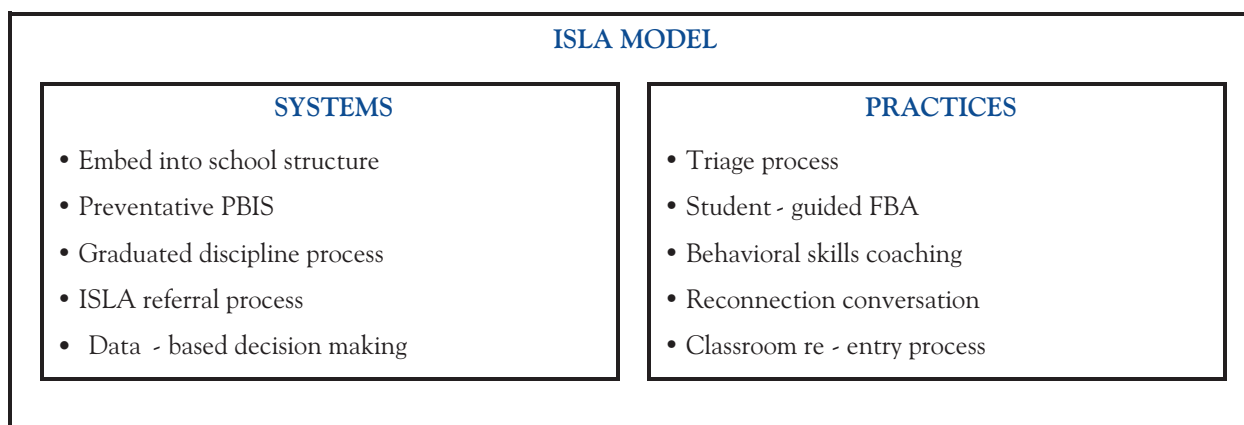 ISLA MODEL
SYSTEMS
• Embed into school structure
• Preventative PBIS
• Graduated discipline process
• ISLA referral process
• Data - based decision making
PRACTICES
• Triage process
• Student - guided FBA
• Behavioral skills coaching
• Reconnection conversation
• Classroom re - entry process